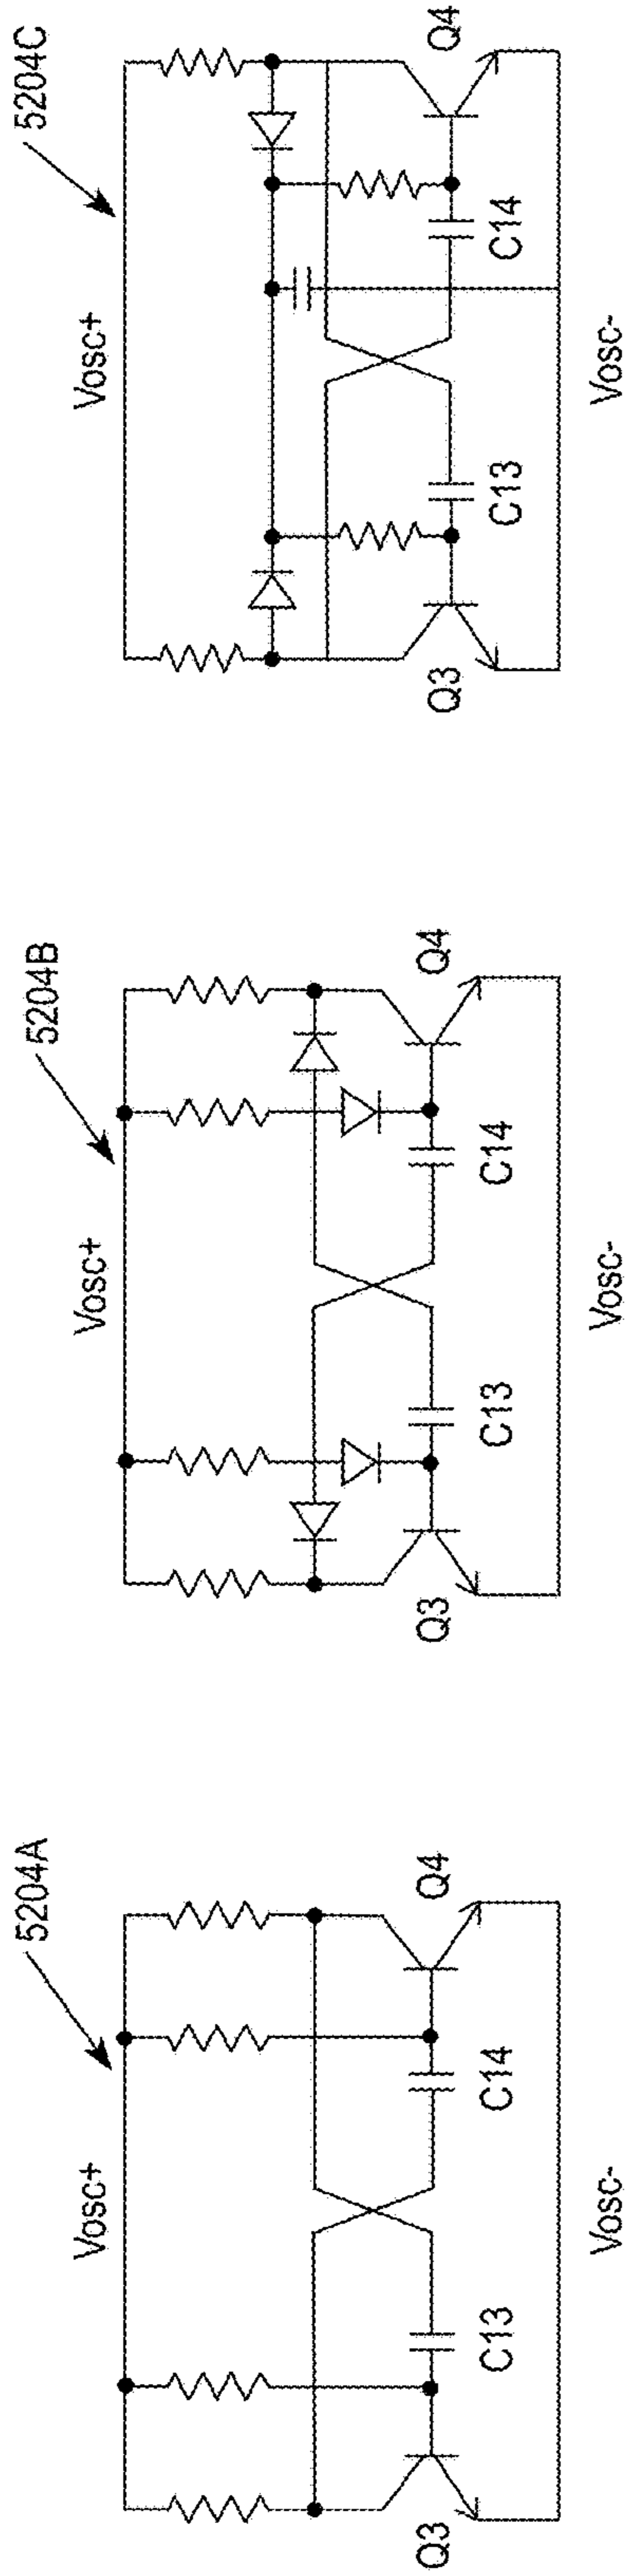 5204A
Vosc+
Q3
C13
C14
Q4
Vosc-
5204B
Vosc+
Q3
C13
C14
Q4
Vosc-
5204C
Vosc+
Q3
C13
C14
Q4
Vosc-